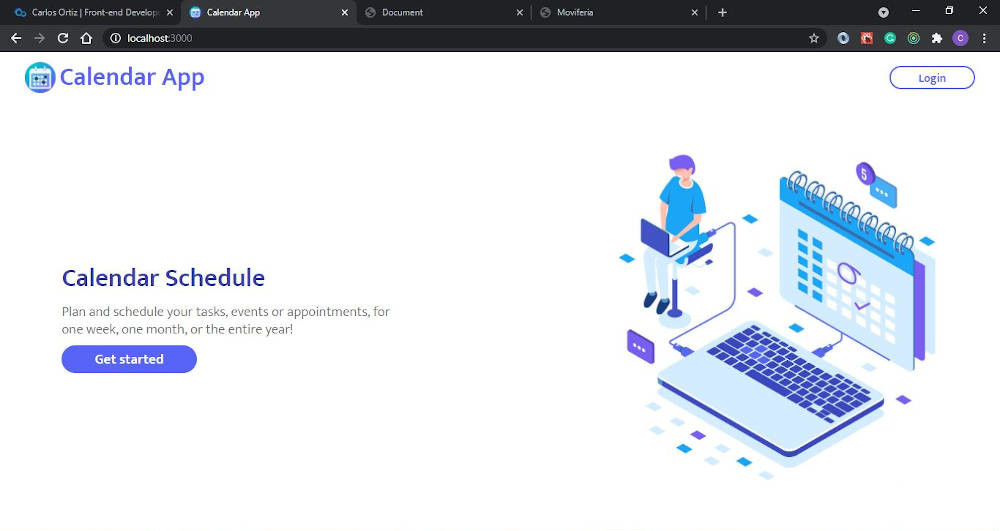 Carlos Ortiz | Front-end Develope
Calendar App
Document
Moviferia
localhost:3000
C
Calendar App
Login
5
Calendar Schedule
Plan and schedule your tasks, events or appointments, for
one week, one month, or the entire year!
Get started